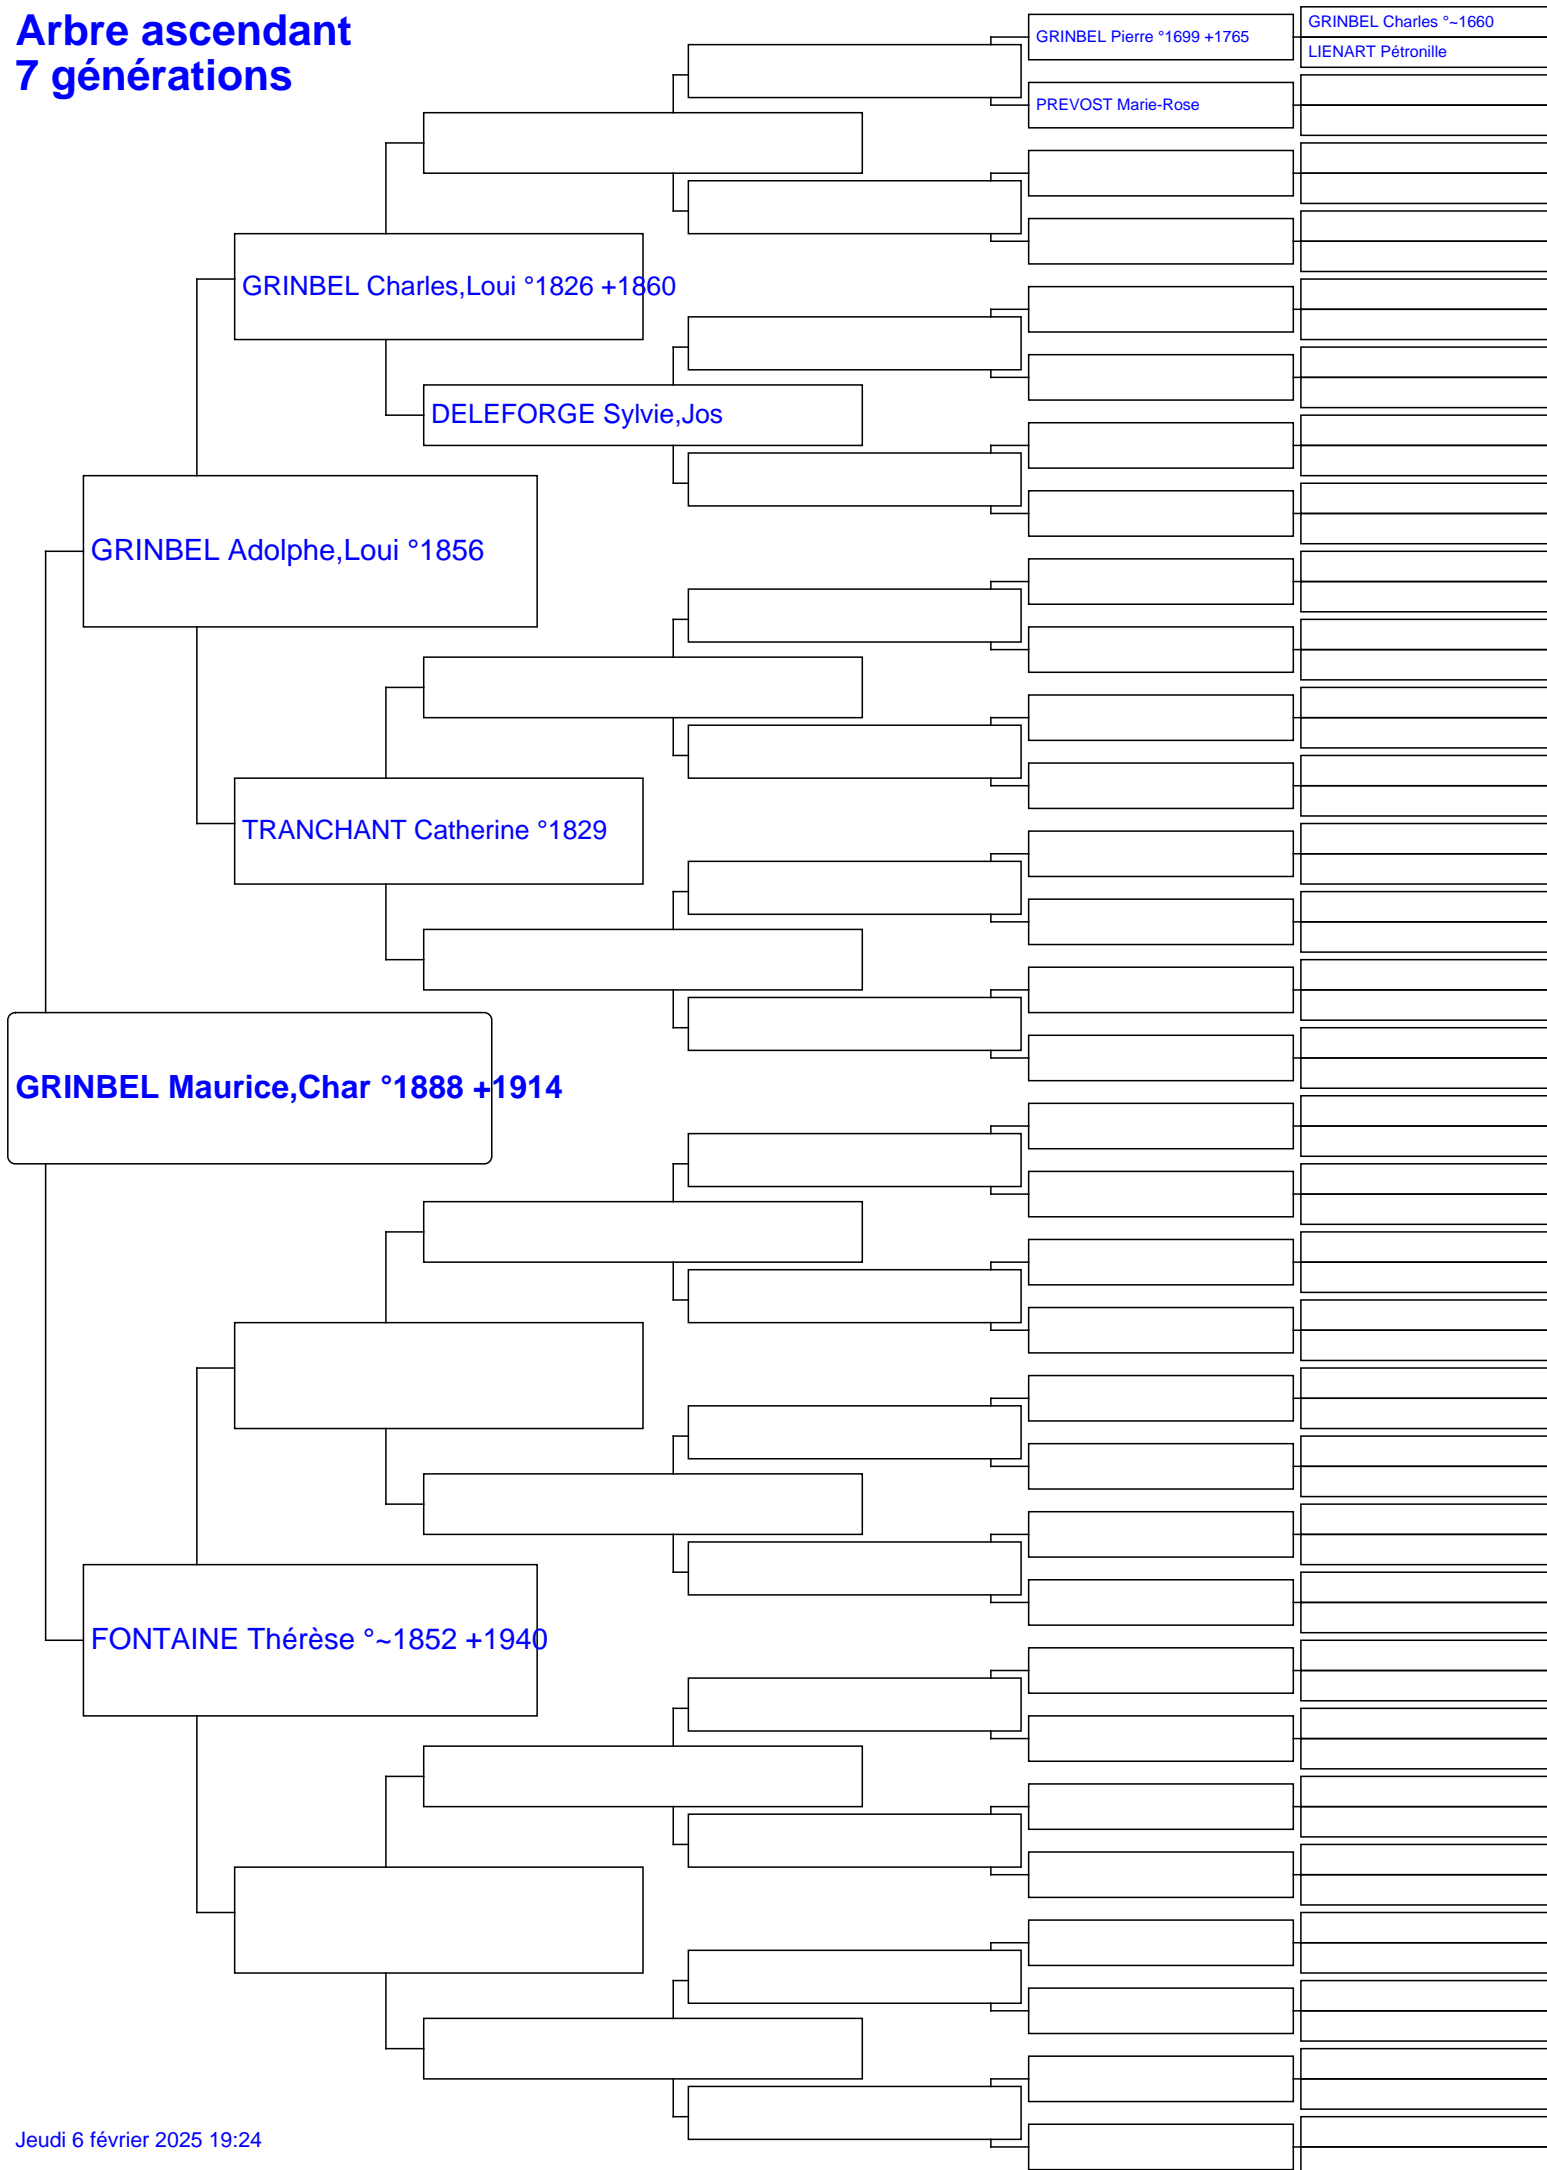 Arbre ascendant
7 générations
GRINBEL Charles °~1660
GRINBEL Pierre °1699 +1765
LIENART Pétronille
PREVOST Marie-Rose
GRINBEL Charles,Loui °1826 +1860
DELEFORGE Sylvie,Jos
GRINBEL Adolphe,Loui °1856
TRANCHANT Catherine °1829
GRINBEL Maurice,Char °1888 +1914
FONTAINE Thérèse °~1852 +1940
Jeudi 6 février 2025 19:24